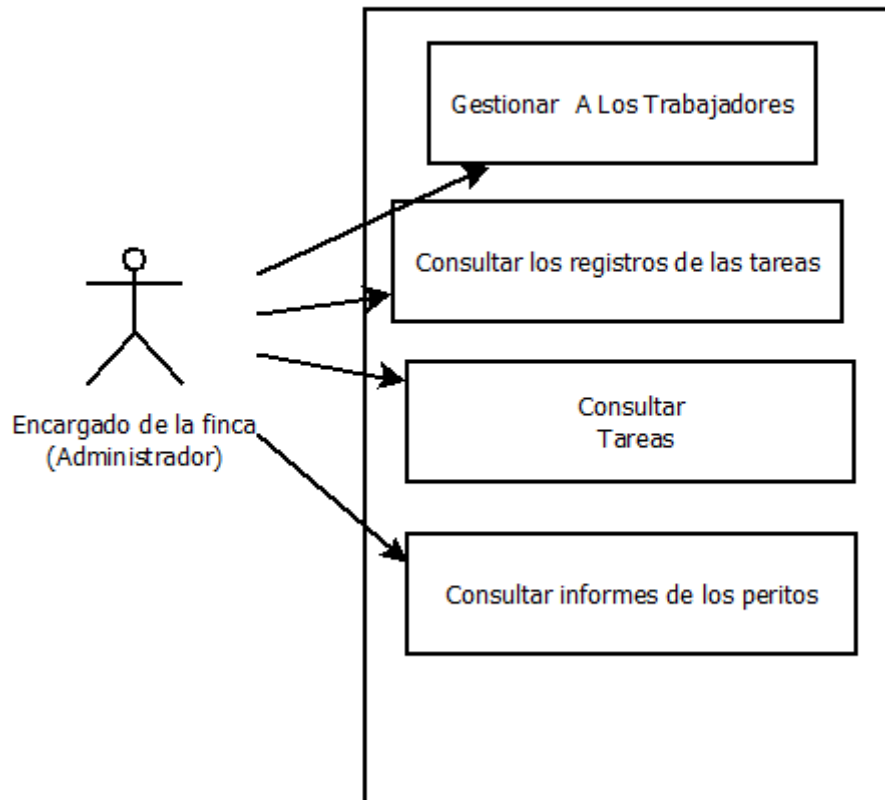 Gestionar A Los Trabajadores
Consultar los registros de las tareas
Consultar
Tareas
Encargado de la finca
(Administrador)
Consultar informes de los peritos